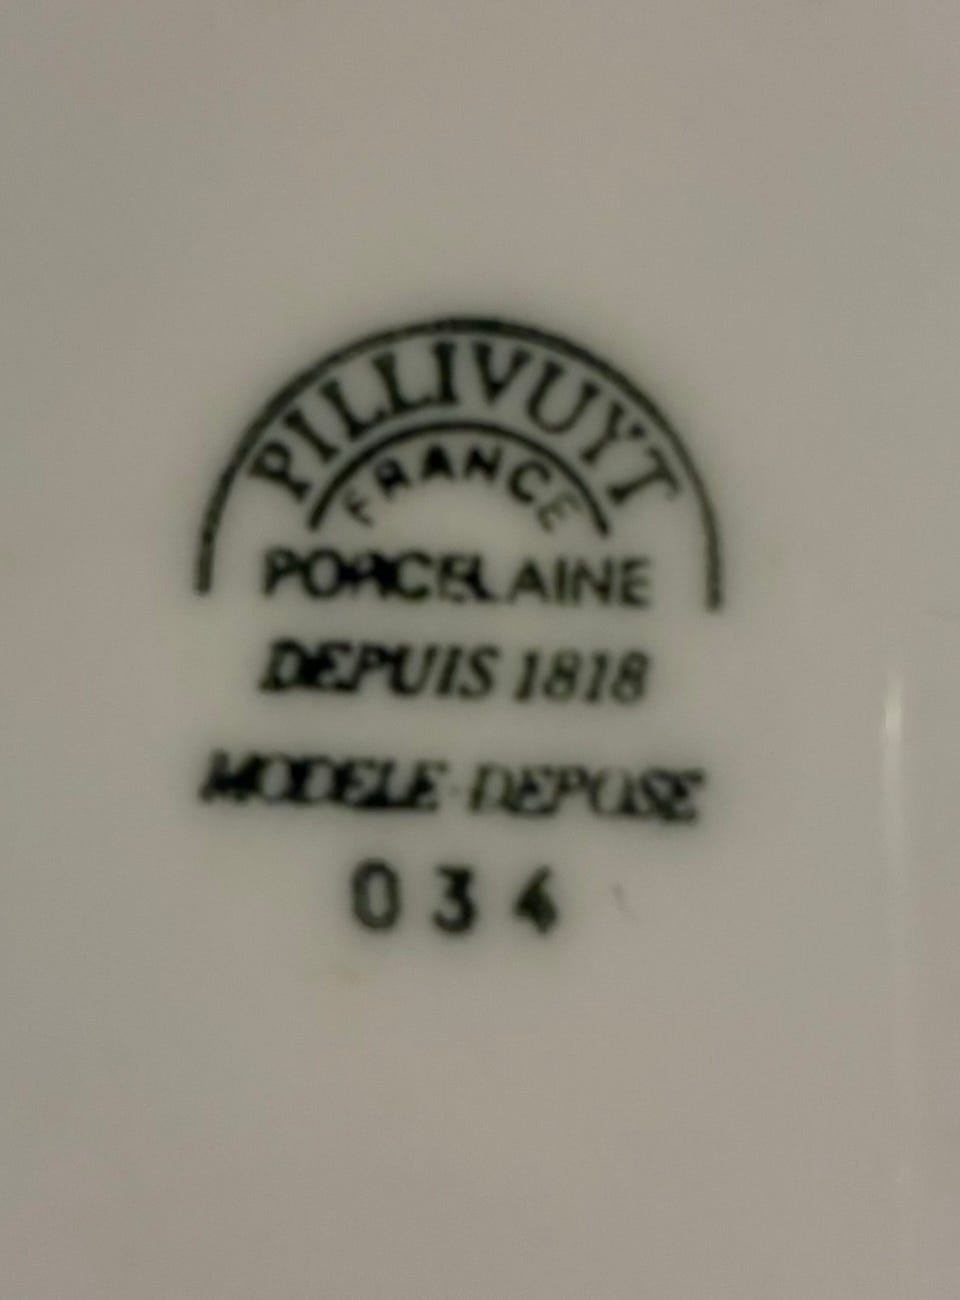 PILLIVUYT
FRANCE
PORCELAINE
DEPUIS 1818
MODELE DEPOSE
034